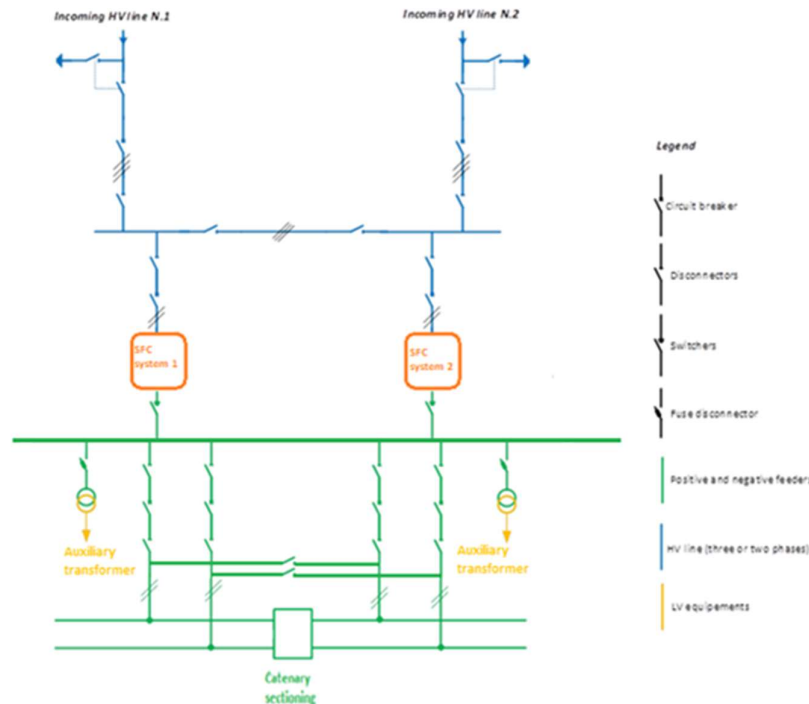 Incoming HV line N.1
Incoming HV line N.2
Legend
Circuit breaker
Disconnectors
SFC
system 1
SFC
system 2
Switchers
Fuse disconnector
Positive and negative feeders
Auxiliary
transformer
Auxiliary
transformer
HV line (three or two phases)
LV equipements
Catenary
sectioning